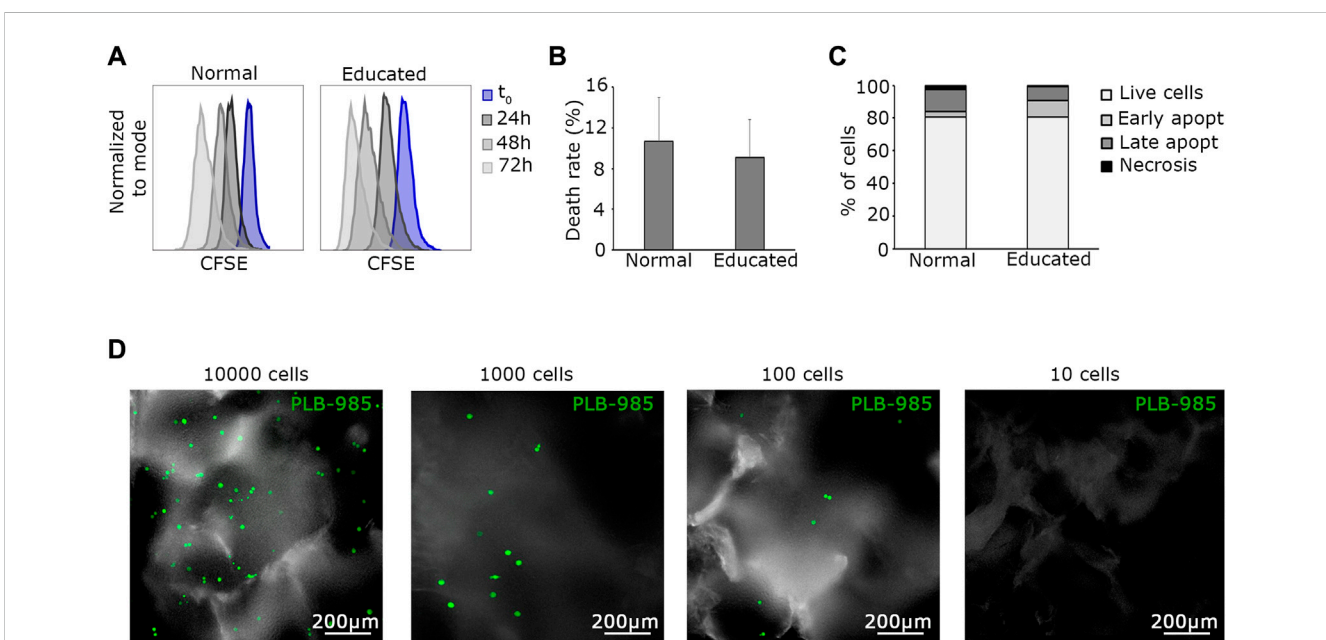 A
Normal
Educated
Normalized
to mode
CFSE
CFSE
t0
24h
48h
72h
B
Death rate (%)
16
12
8
4
0
Normal
Educated
C
% of cells
100
80
60
40
20
0
Normal
Educated
Live cells
Early apopt
Late apopt
Necrosis
D
10000 cells
1000 cells
100 cells
10 cells
PLB-985
PLB-985
PLB-985
PLB-985
200µm
200µm
200µm
200µm